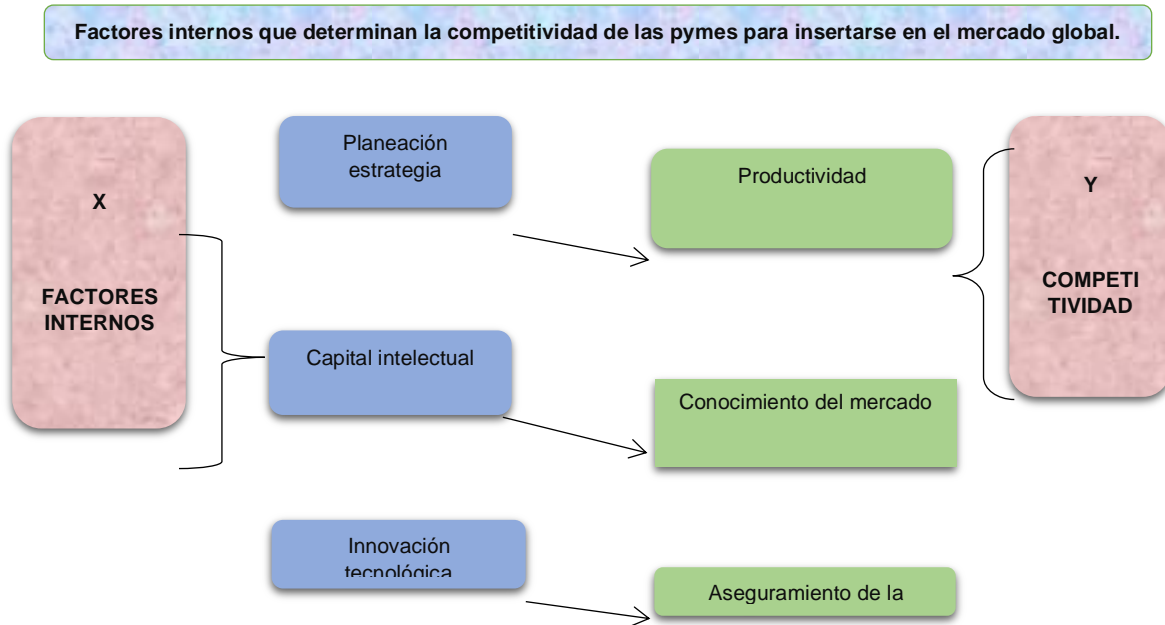 Factores internos que determinan la competitividad de las pymes para insertarse en el mercado global.
X
FACTORES
INTERNOS
Planeación
estrategia
Capital intelectual
Innovación
tecnológica
Productividad
Conocimiento del mercado
Aseguramiento de la
Y
COMPETI
TIVIDAD